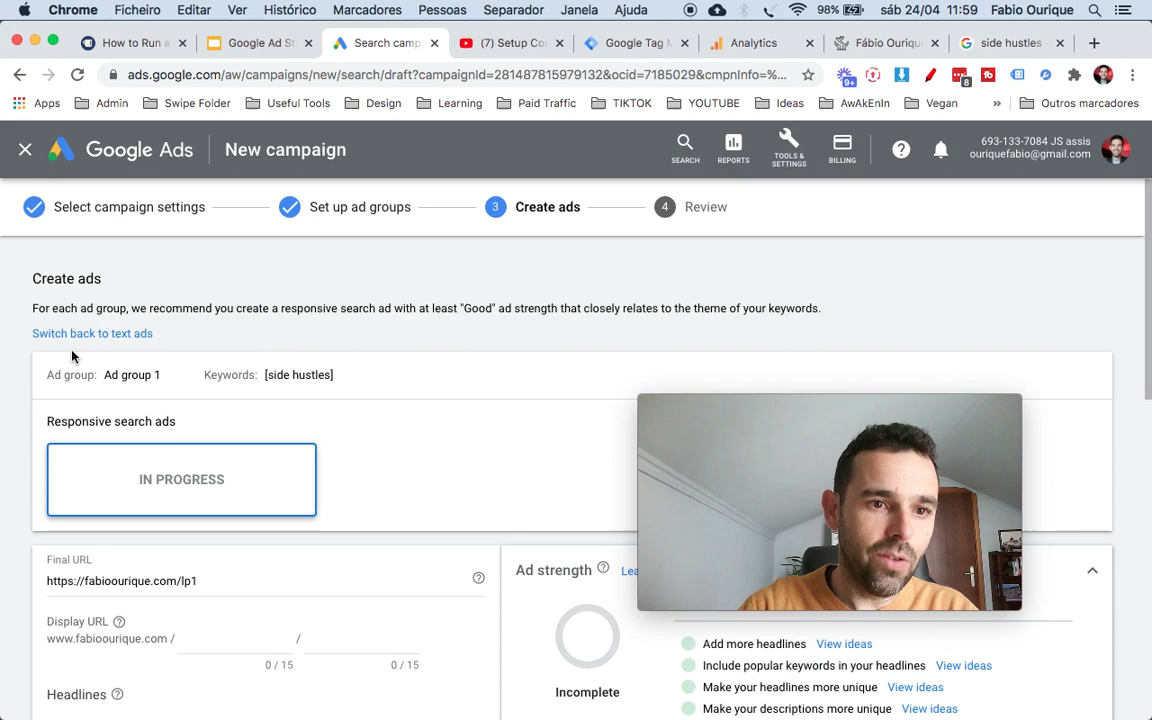 Chrome Ficheiro Editar Ver Histórico Marcadores Pessoas Separador Janela Ajuda 98% sáb 24/04 11:59 Fabio Ourique
How to Run a Google Ad St Search camp (7) Setup Co Google Tag M Analytics Fábio Ouriqu side hustles -
ads.google.com/aw/campaigns/new/search/draft?campaignId=281487815979132&ocid=7185029&cmpnInfo=%... 9+ 8
Apps Admin Swipe Folder Useful Tools Design Learning Paid Traffic TIKTOK YOUTUBE Ideas AwAkEnIn Vegan » Outros marcadores
Google Ads New campaign SEARCH REPORTS TOOLS & SETTINGS BILLING 693-133-7084 JS assis
ouriquefabio@gmail.com
Select campaign settings Set up ad groups 3 Create ads 4 Review
Create ads
For each ad group, we recommend you create a responsive search ad with at least "Good" ad strength that closely relates to the theme of your keywords.
Switch back to text ads
Ad group: Ad group 1 Keywords: [side hustles]
Responsive search ads
IN PROGRESS
Final URL
https://fabioourique.com/lp1
Display URL
www.fabioourique.com / /
0 / 15 0 / 15
Headlines
Ad strength Lea
Incomplete
Add more headlines View ideas
Include popular keywords in your headlines View ideas
Make your headlines more unique View ideas
Make your descriptions more unique View ideas